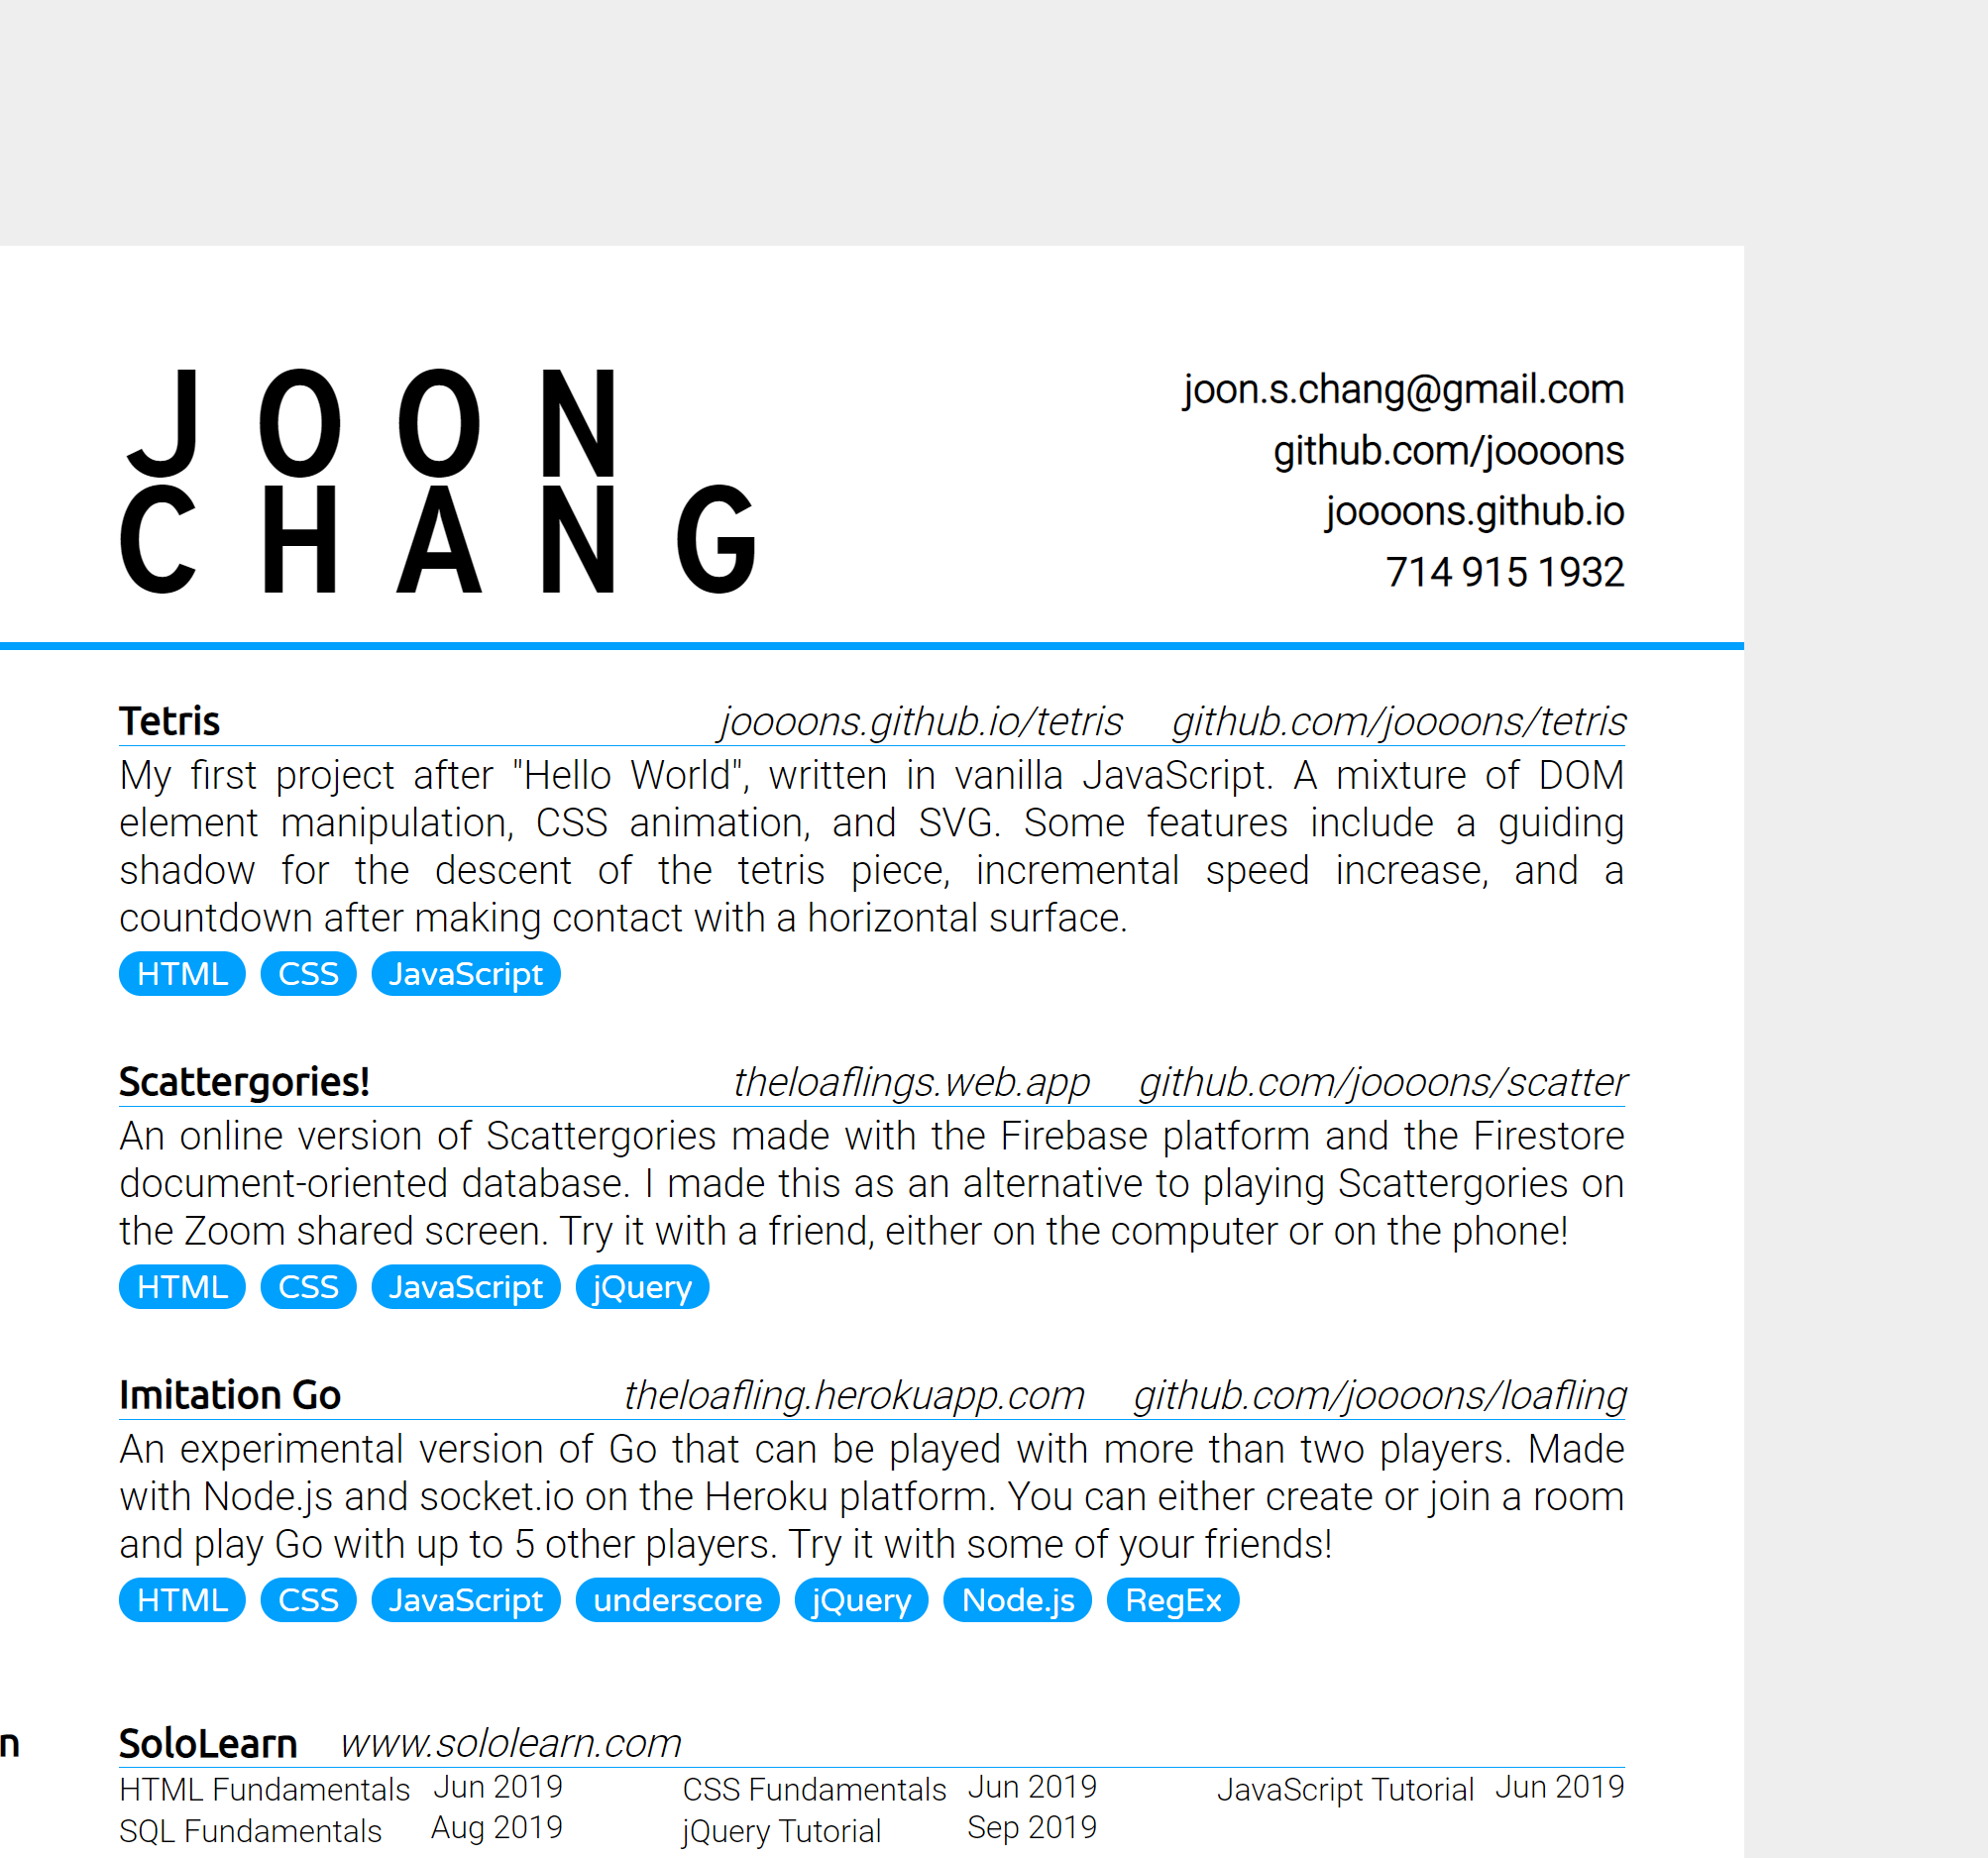 JOON
CHANG
joon.s.chang@gmail.com
github.com/joooons
joooons.github.io
714 915 1932
Tetris joooons.github.io/tetris github.com/joooons/tetris
My first project after "Hello World", written in vanilla JavaScript. A mixture of DOM
element manipulation, CSS animation, and SVG. Some features include a guiding
shadow for the descent of the tetris piece, incremental speed increase, and a
countdown after making contact with a horizontal surface.
HTML CSS JavaScript
Scattergories! theloaflings.web.app github.com/joooons/scatter
An online version of Scattergories made with the Firebase platform and the Firestore
document-oriented database. I made this as an alternative to playing Scattergories on
the Zoom shared screen. Try it with a friend, either on the computer or on the phone!
HTML CSS JavaScript jQuery
Imitation Go theloafling.herokuapp.com github.com/joooons/loafling
An experimental version of Go that can be played with more than two players. Made
with Node.js and socket.io on the Heroku platform. You can either create or join a room
and play Go with up to 5 other players. Try it with some of your friends!
HTML CSS JavaScript underscore jQuery Node.js RegEx
n SoloLearn www.sololearn.com
HTML Fundamentals Jun 2019 CSS Fundamentals Jun 2019 JavaScript Tutorial Jun 2019
SQL Fundamentals Aug 2019 jQuery Tutorial Sep 2019